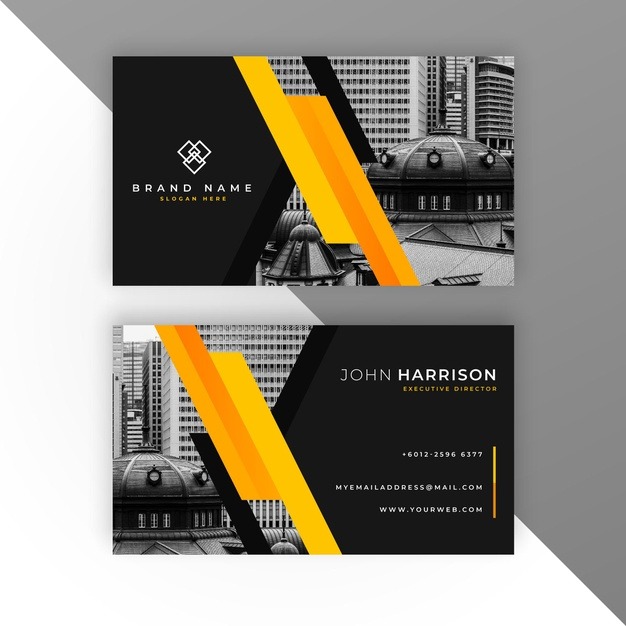 BRAND NAME
SLOGAN HERE
JOHN HARRISON
EXECUTIVE DIRECTOR
+6012-2596 6377
MYEMAILADDRESS@MAIL.COM
WWW.YOURWEB.COM